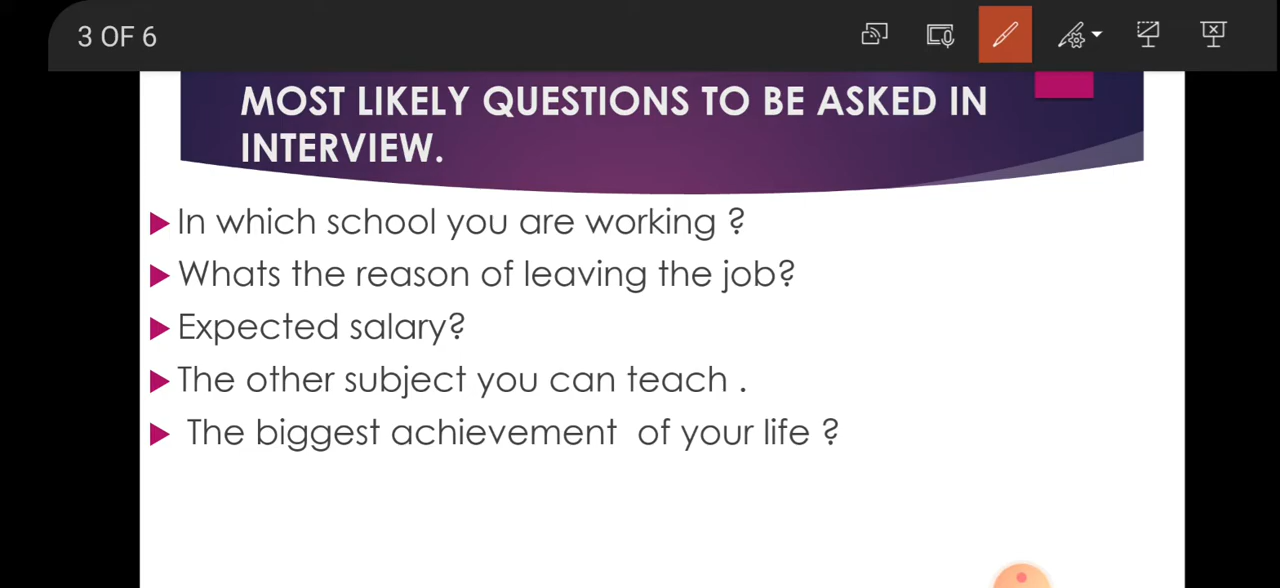 3 OF 6
MOST LIKELY QUESTIONS TO BE ASKED IN
INTERVIEW.
In which school you are working ?
Whats the reason of leaving the job?
Expected salary?
The other subject you can teach .
The biggest achievement of your life ?